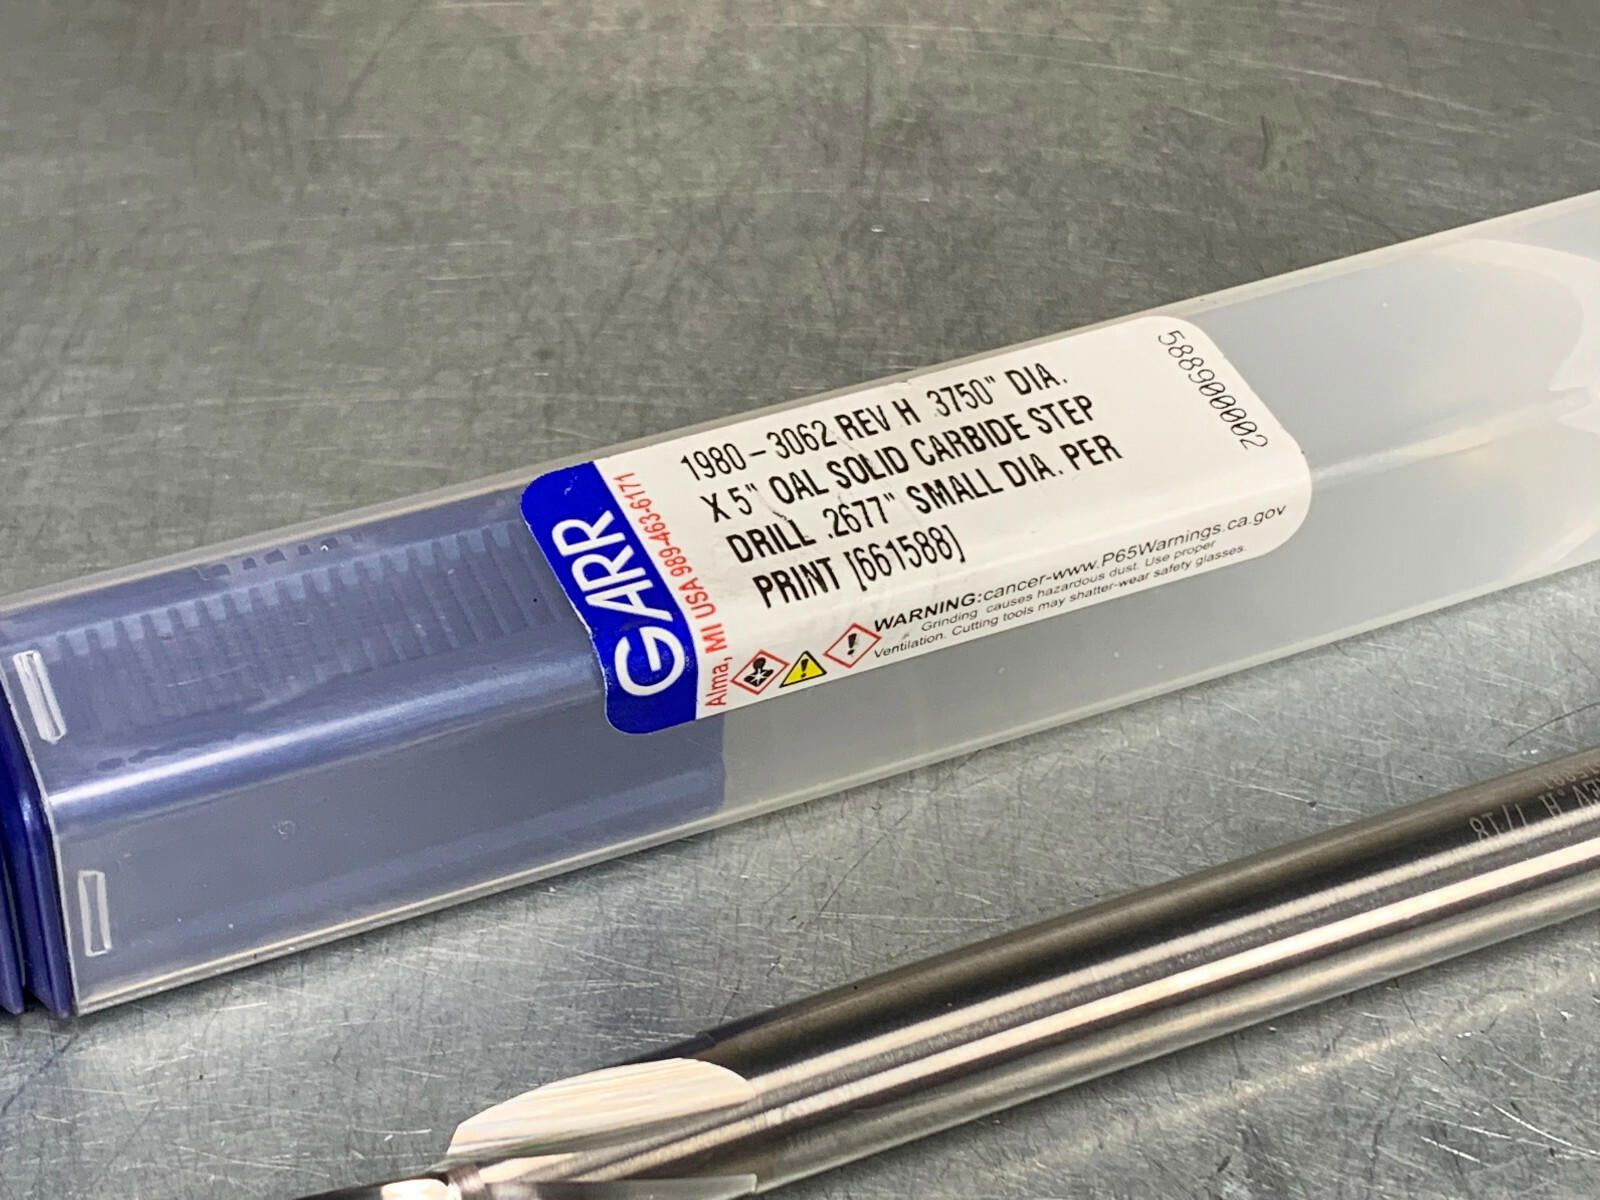 GARR
Alma, MI USA 989-463-6171
1980-3062 REV H .3750" DIA.
X 5" OAL SOLID CARBIDE STEP
DRILL .2677" SMALL DIA. PER
PRINT [661588]
588900002
WARNING:cancer-www.P65Warnings.ca.gov
Grinding causes hazardous dust. Use proper
Ventilation. Cutting tools may shatter-wear safety glasses.